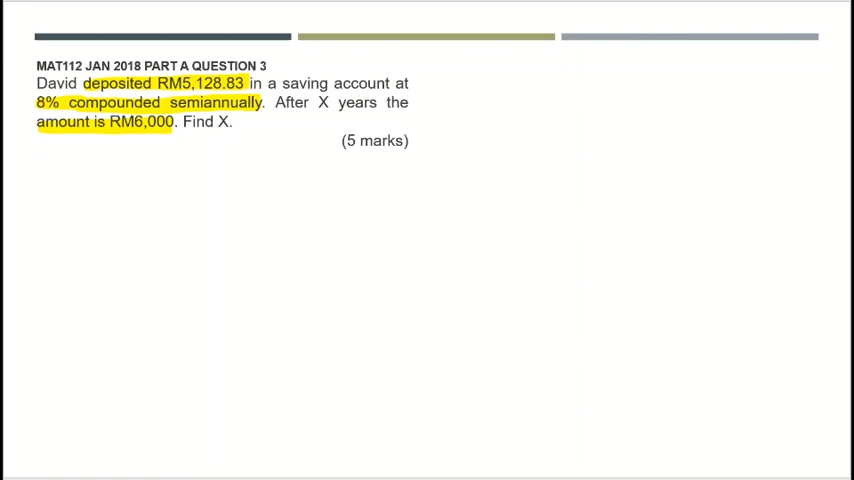 MAT112 JAN 2018 PART A QUESTION 3
David deposited RM5,128.83 in a saving account at
8% compounded semiannually. After X years the
amount is RM6,000. Find X.
(5 marks)